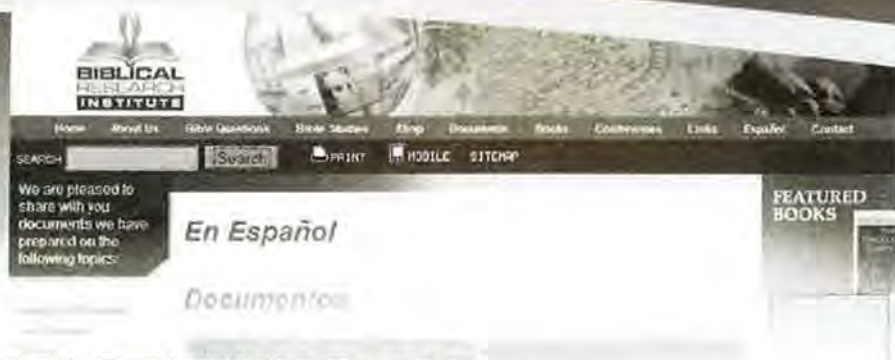 BIBLICAL
RESEARCH
INSTITUTE
Home About Us Bible Questions Bible Studies Shop Documents Books Conferences Links Español Contact
SEARCH Search PRINT MOBILE SITEMAP
We are pleased to
share with you
documents we have
prepared on the
following topics:
En Español
Documentos
FEATURED
BOOKS